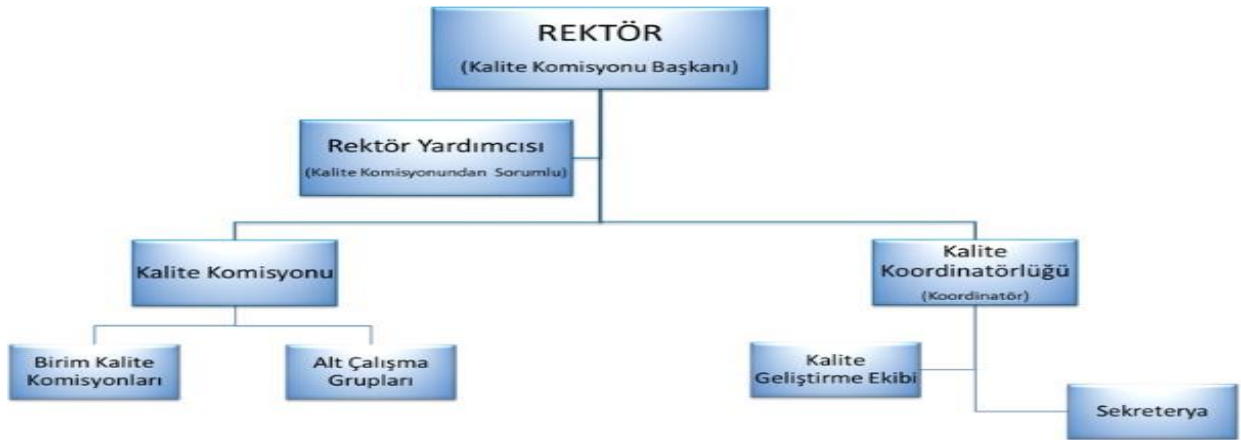 REKTÖR
(Kalite Komisyonu Başkanı)
Rektör Yardımcısı
(Kalite Komisyonundan Sorumlu)
Kalite Komisyonu
Kalite
Koordinatörlüğü
(Koordinatör)
Birim Kalite
Komisyonları
Alt Çalışma
Grupları
Kalite
Geliştirme Ekibi
Sekreterya